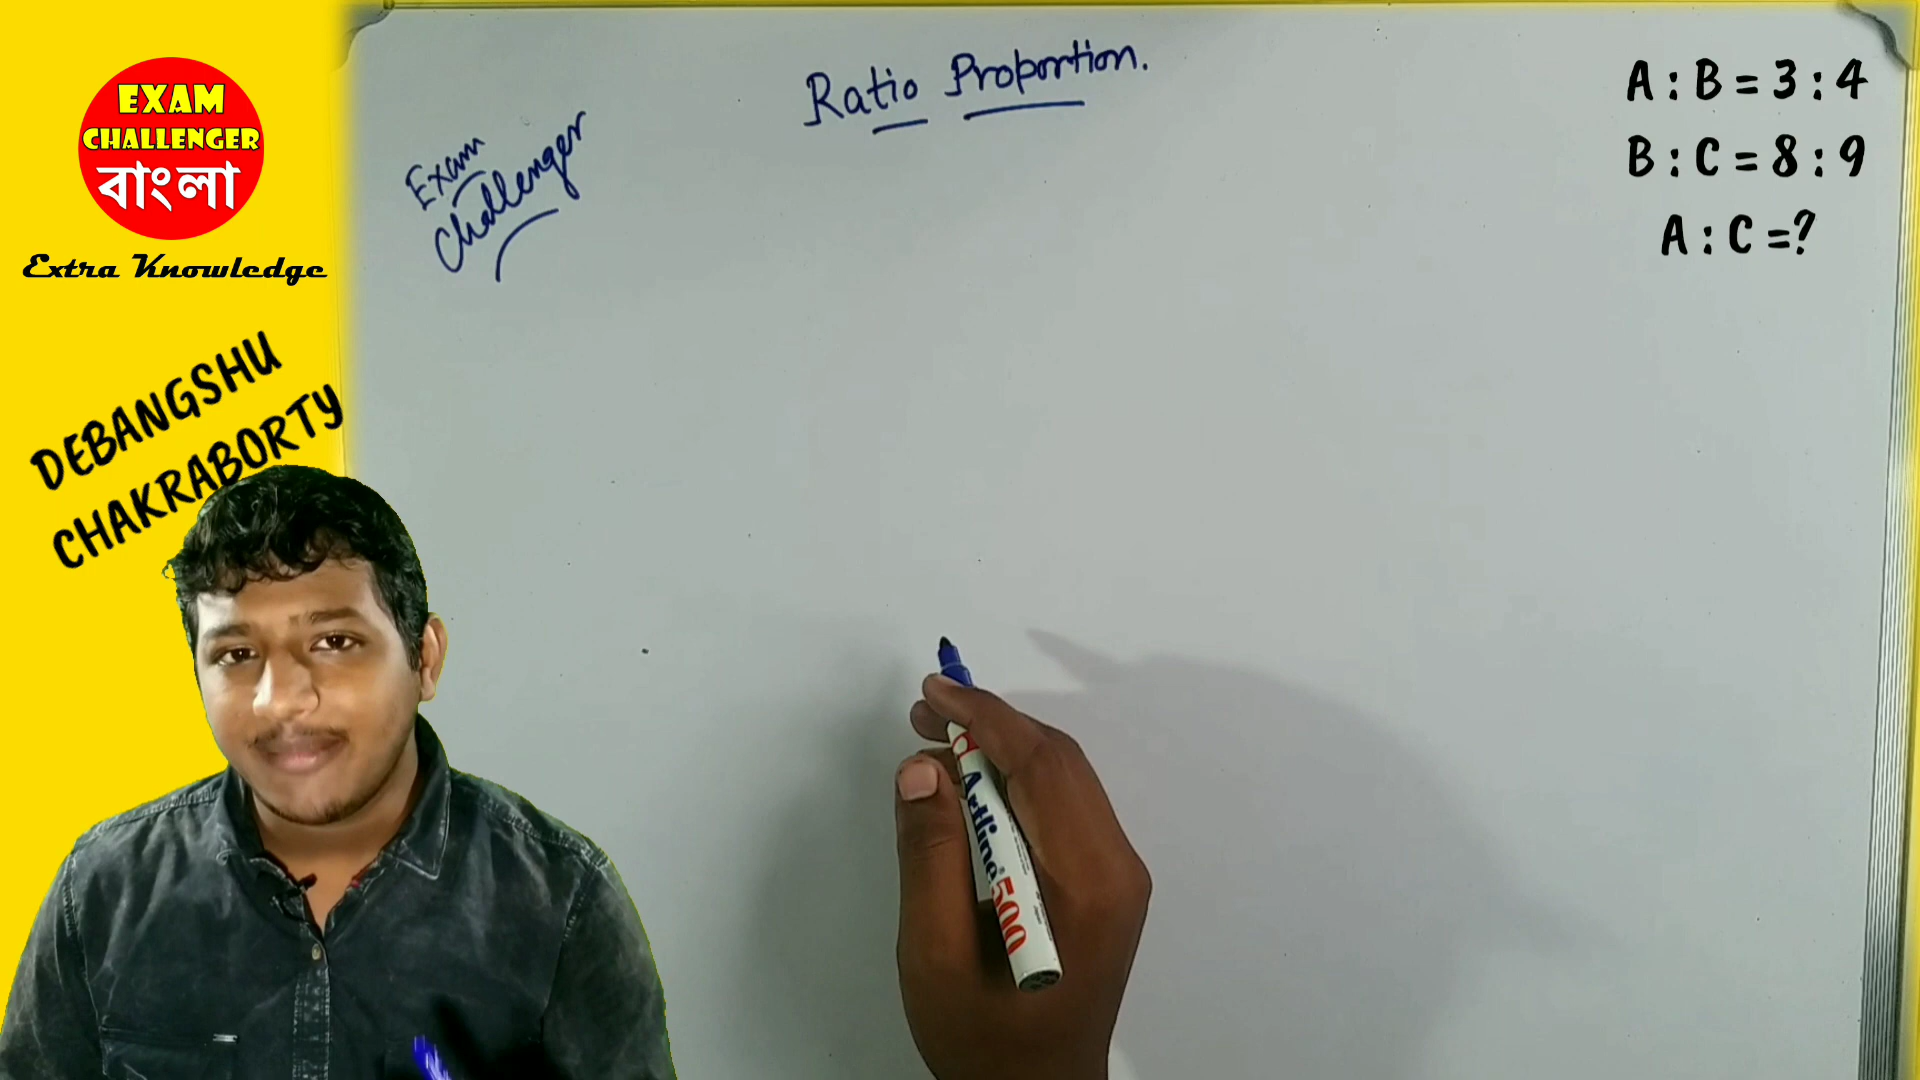 EXAM
CHALLENGER
বাংলা
Extra Knowledge
DEBANGSHU
CHAKRABORTY
Exam
Challenger
Ratio Proportion.
A : B = 3 : 4
B : C = 8 : 9
A : C =?
Artline 500